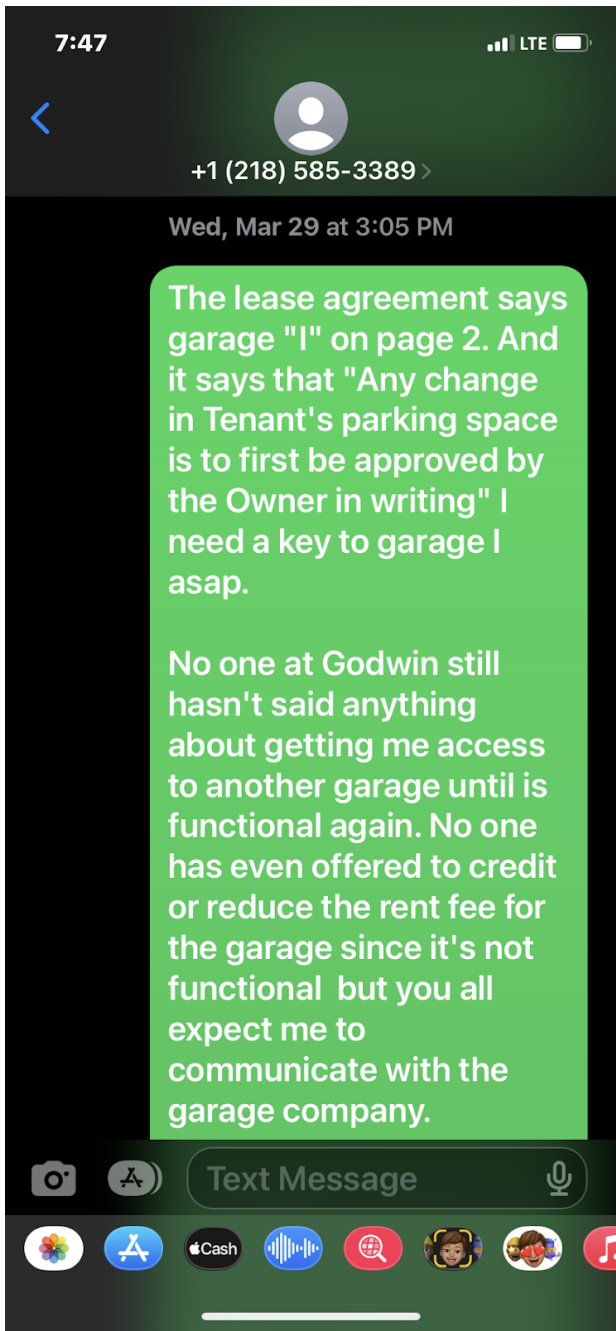 7:47
LTE
+1 (218) 585-3389
Wed, Mar 29 at 3:05 PM
The lease agreement says
garage "I" on page 2. And
it says that "Any change
in Tenant's parking space
is to first be approved by
the Owner in writing" I
need a key to garage I
asap.
No one at Godwin still
hasn't said anything
about getting me access
to another garage until is
functional again. No one
has even offered to credit
or reduce the rent fee for
the garage since it's not
functional  but you all
expect me to
communicate with the
garage company.
Text Message
Cash